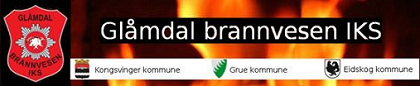 GLÅMDAL
BRANNVESEN
IKS
Glåmdal brannvesen IKS
Kongsvinger kommune
Grue kommune
Eidskog kommune